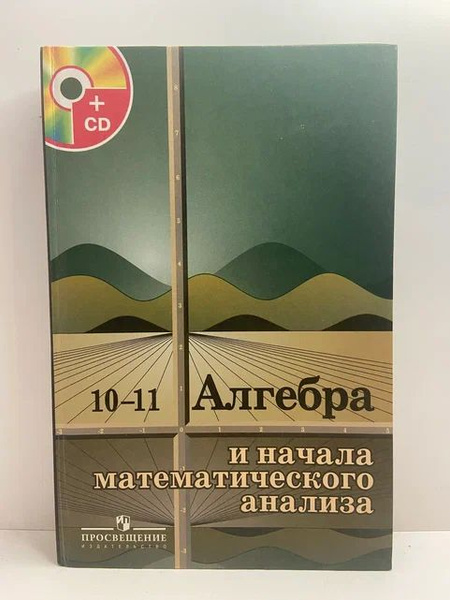 +
CD
10–11 Алгебра
и начала
математического
анализа
ПРОСВЕЩЕНИЕ
ИЗДАТЕЛЬСТВО